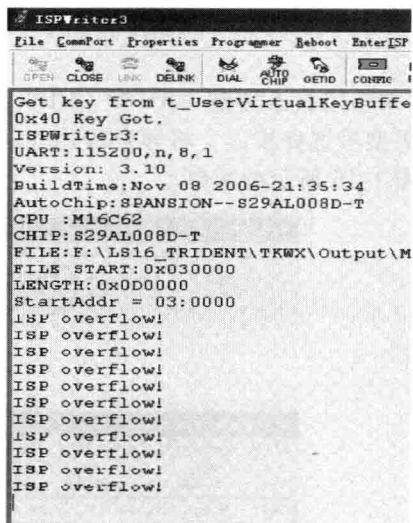 ISPWriter3
File CommPort Properties Programmer Reboot EnterISP
OPEN CLOSE LINK DELINK DIAL AUTO CHIP GETID CONFIG
Get key from t_UserVirtualKeyBuffe
0x40 Key Got.
ISPWriter3:
UART:115200,n,8,1
Version: 3.10
BuildTime:Nov 08 2006-21:35:34
AutoChip:SPANSION--S29AL008D-T
CPU :M16C62
CHIP:S29AL008D-T
FILE:F:\LS16_TRIDENT\TKWX\Output\M
FILE START:0x030000
LENGTH:0x0D0000
StartAddr = 03:0000
ISP overflow!
ISP overflow!
ISP overflow!
ISP overflow!
ISP overflow!
ISP overflow!
ISP overflow!
ISP overflow!
ISP overflow!
ISP overflow!
ISP overflow!